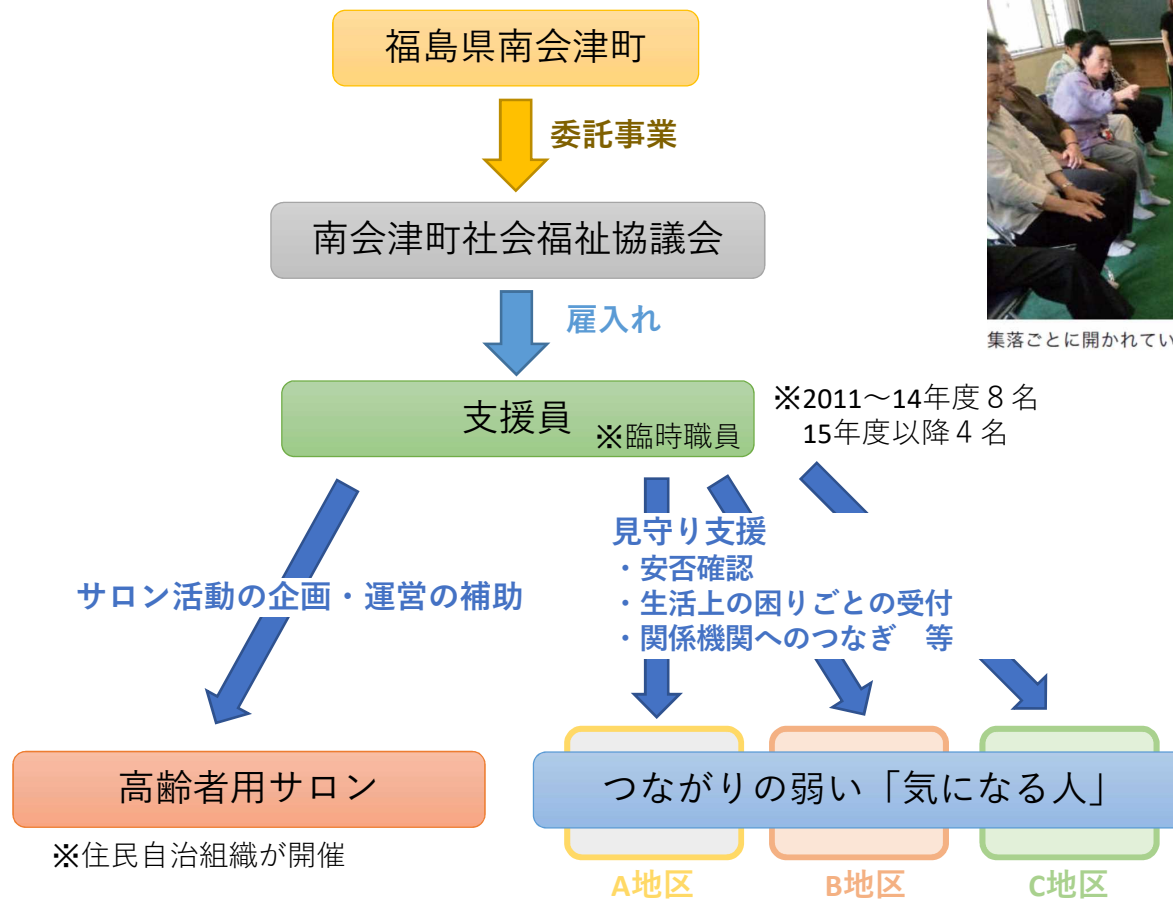 福島県南会津町
委託事業
南会津町社会福祉協議会
雇入れ
集落ごとに開かれてい
支援員 ※臨時職員
※2011～14年度８名
15年度以降４名
サロン活動の企画・運営の補助
見守り支援
・安否確認
・生活上の困りごとの受付
・関係機関へのつなぎ　等
高齢者用サロン
※住民自治組織が開催
つながりの弱い「気になる人」
A地区
B地区
C地区